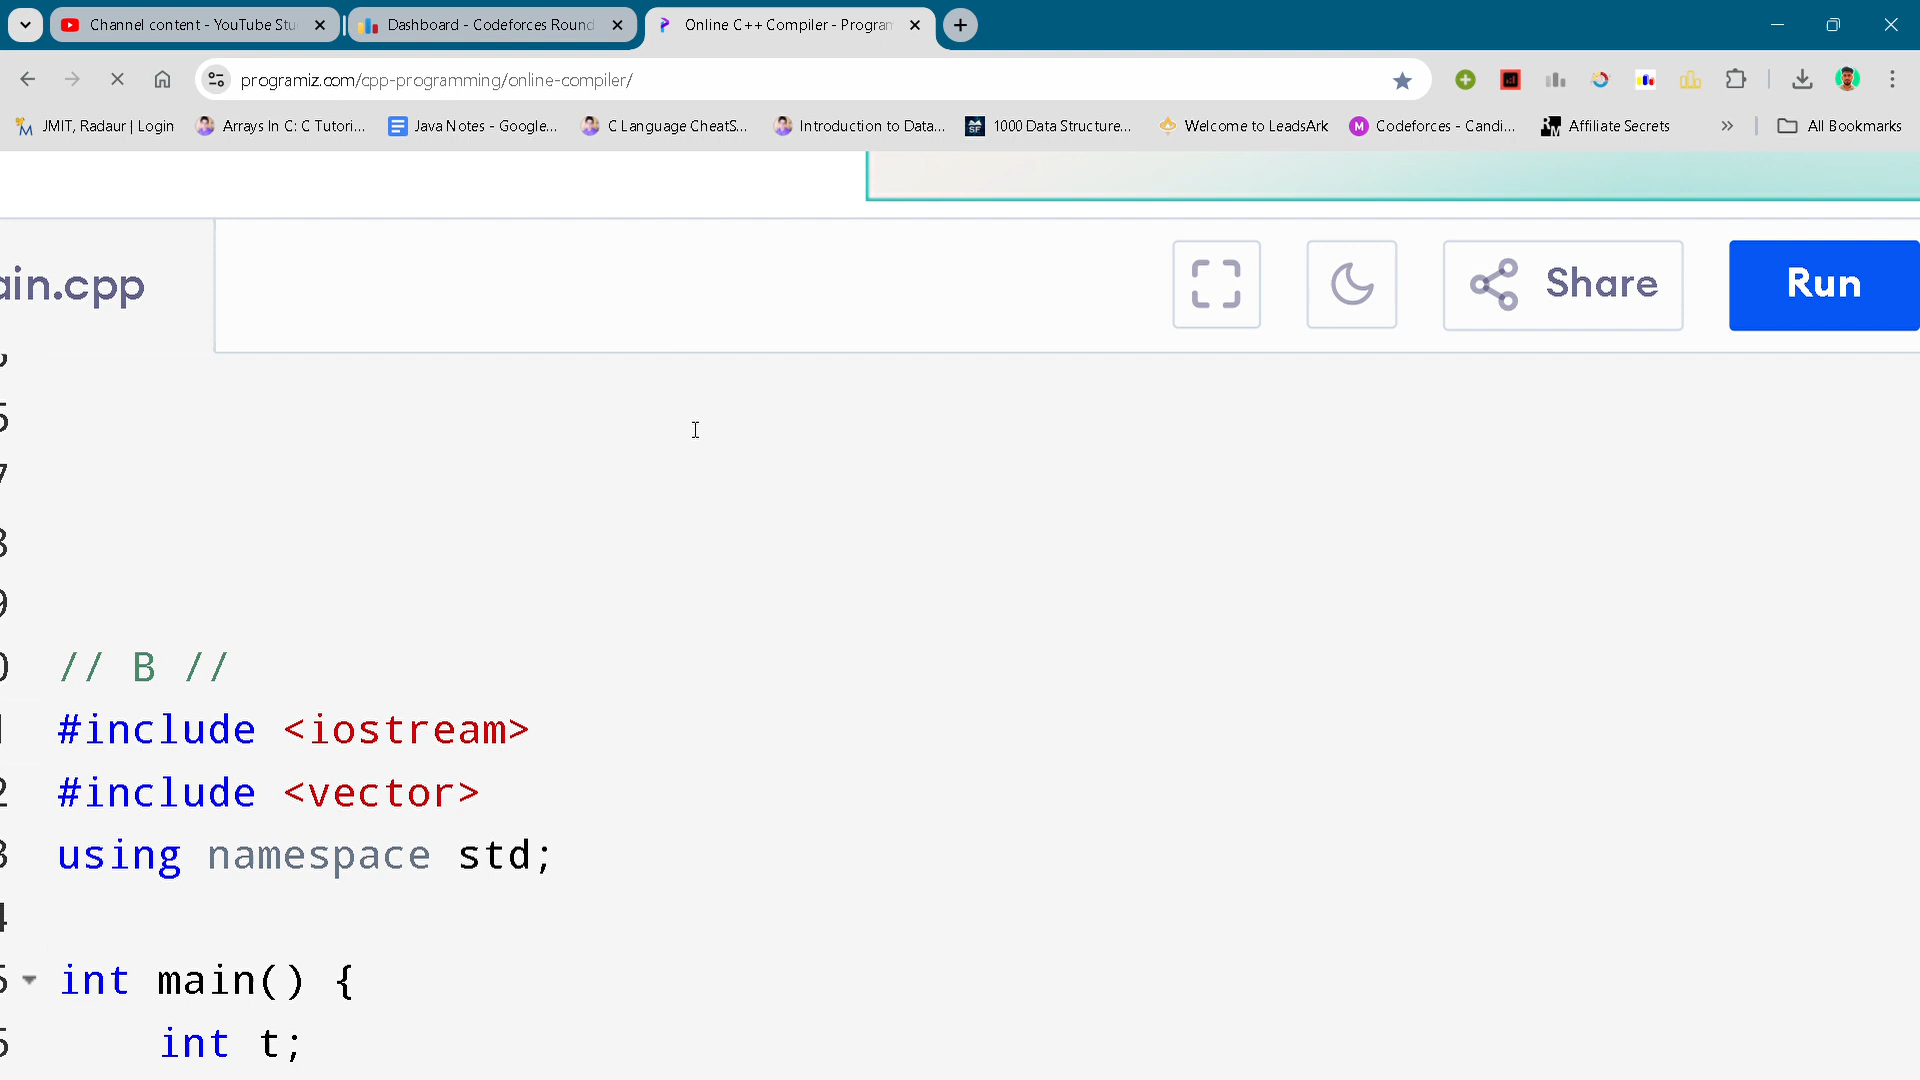 Channel content - YouTube Stu
Dashboard - Codeforces Round
Online C++ Compiler - Program
programiz.com/cpp-programming/online-compiler/
JMIT, Radaur | Login
Arrays In C: C Tutori...
Java Notes - Google...
C Language CheatS...
Introduction to Data...
1000 Data Structure...
Welcome to LeadsArk
Codeforces - Candi...
Affiliate Secrets
All Bookmarks
ain.cpp
Share
Run
// B //
#include <iostream>
#include <vector>
using namespace std;
int main() {
int t;